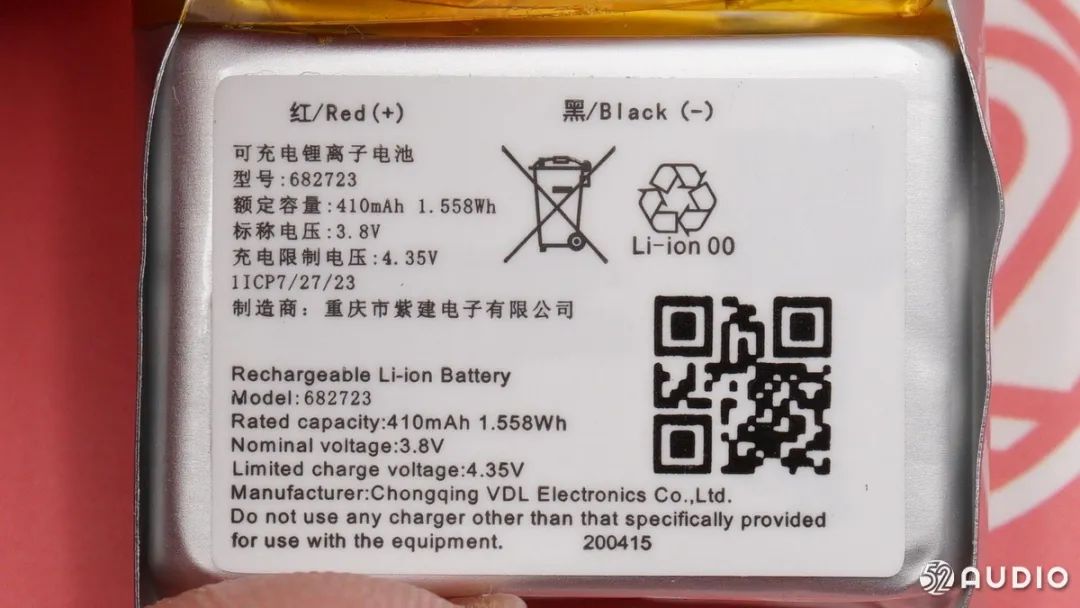 红/Red(+)
黑/Black(-)
可充电锂离子电池
型号:682723
额定容量:410mAh 1.558Wh
标称电压:3.8V
充电限制电压:4.35V
1ICP7/27/23
制造商：重庆市紫建电子有限公司
Li-ion 00
Rechargeable Li-ion Battery
Model:682723
Rated capacity:410mAh 1.558Wh
Nominal voltage:3.8V
Limited charge voltage:4.35V
Manufacturer:Chongqing VDL Electronics Co.,Ltd.
Do not use any charger other than that specifically provided
for use with the equipment.
200415
52 AUDIO